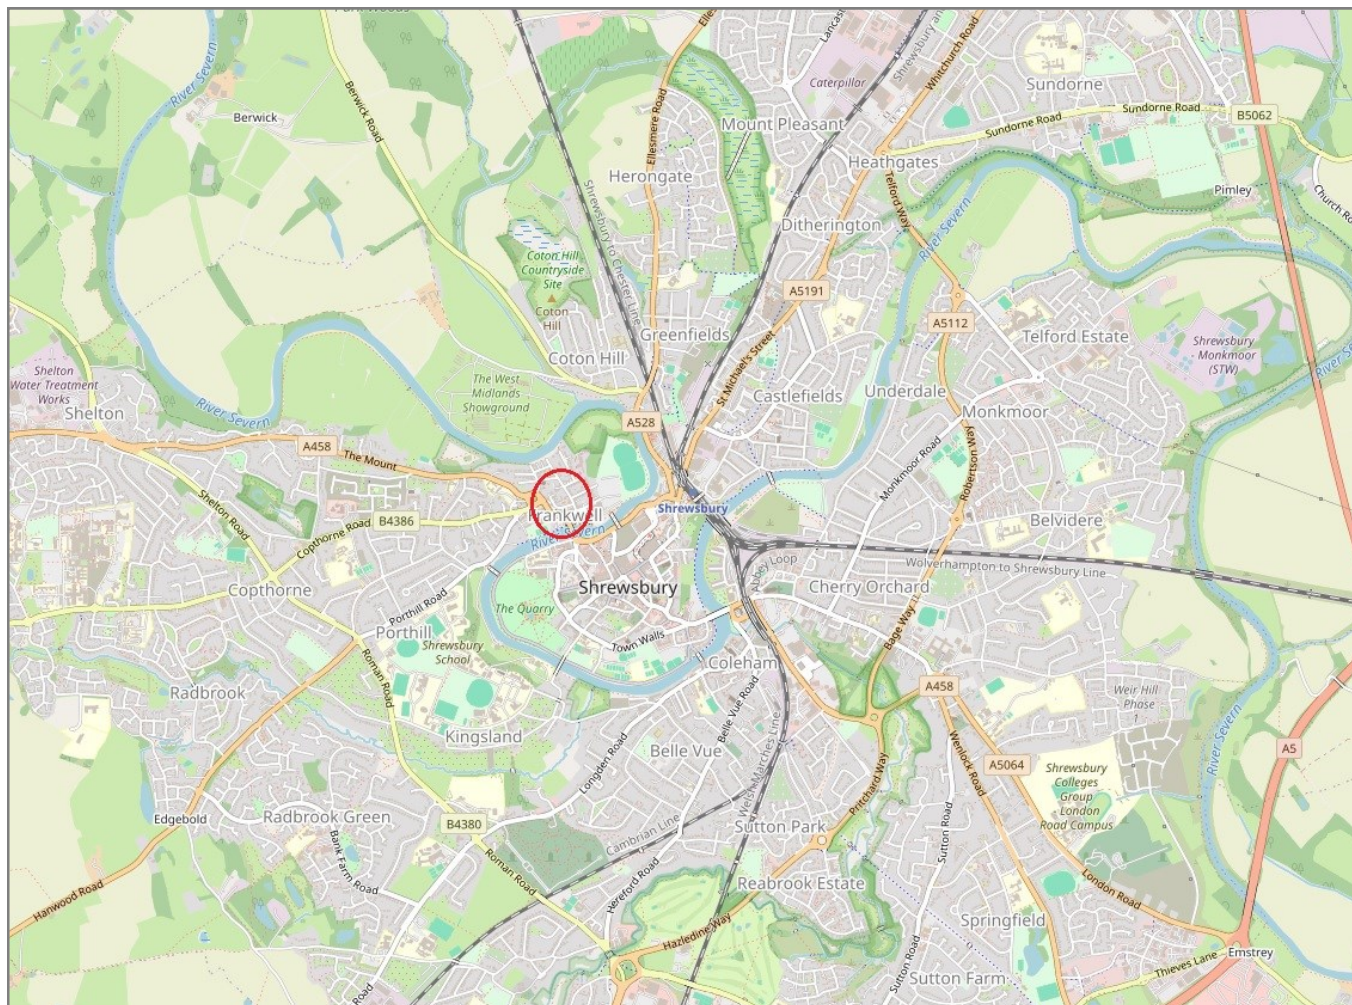 Elles
Lancas
Shrewsbury and
Whitchurch Road
River Severn
Berwick Road
Caterpillar
Sundorne
Berwick
Ellesmere Road
Mount Pleasant
Sundorne Road
Sundorne Road
B5062
Heathgates
Herongate
Telford Way
Pimley
Church Ro
Shrewsbury to Chester Line
Ditherington
River Severn
Coton Hill
Countryside
Site
A5191
Coton
Hill
A5112
Greenfields
Telford Estate
St Michael's Street
Shrewsbury
Monkmoor
(STW)
River Se
Coton Hill
Shelton
Water Treatment
Works
The West
Midlands
Showground
Underdale
Castlefields
Monkmoor
Shelton
River Severn
A528
A458
The Mount
Monkmoor Road
Robertson Way
Shelton Road
Shrewsbury
Frankwell
B4386
Belvidere
Copthorne Road
River Severn
Abbey Loop
Wolverhampton to Shrewsbury Line
Copthorne
Shrewsbury
Cherry Orchard
Porthill Road
The Quarry
Bage Way
Porthill
Town Walls
Shrewsbury
School
Coleham
Roman Road
A458
Radbrook
Weir Hill
Phase
1
River Severn
Belle Vue Road
Kingsland
Longden Road
Belle Vue
Welsh Marches Line
Wenlock Road
A5
A5064
Pritchard Way
Shrewsbury
Colleges
Group
London
Road Campus
Edgebold
Radbrook Green
B4380
Cambrian Line
Sutton Park
Sutton Road
Bank Farm Road
Roman Road
Hereford Road
Reabrook Estate
London Road
Hanwood Road
Hazledine Way
Springfield
Sutton Road
Emstrey
Thieves Lane
Sutton Farm
Road